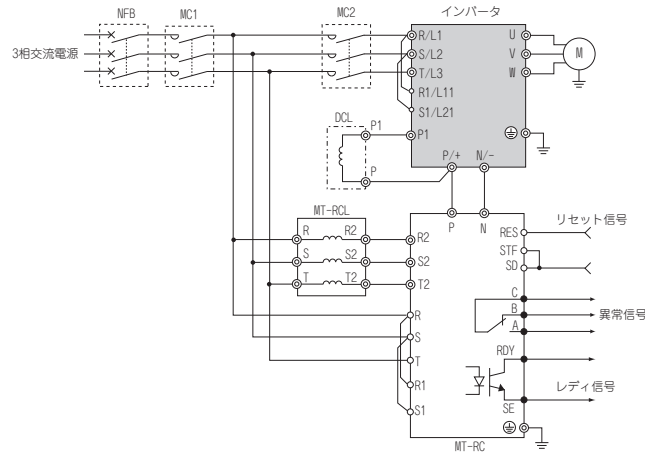 NFB
MC1
MC2
インバータ
3相交流電源
R/L1
S/L2
T/L3
R1/L11
S1/L21
P1
U
V
W
M
DCL
P1
P
P/+
N/-
MT-RCL
R
R2
S
S2
T
T2
P
N
R2
S2
T2
R
S
T
R1
S1
RES
STF
SD
リセット信号
C
B
A
異常信号
RDY
SE
レディ信号
MT-RC